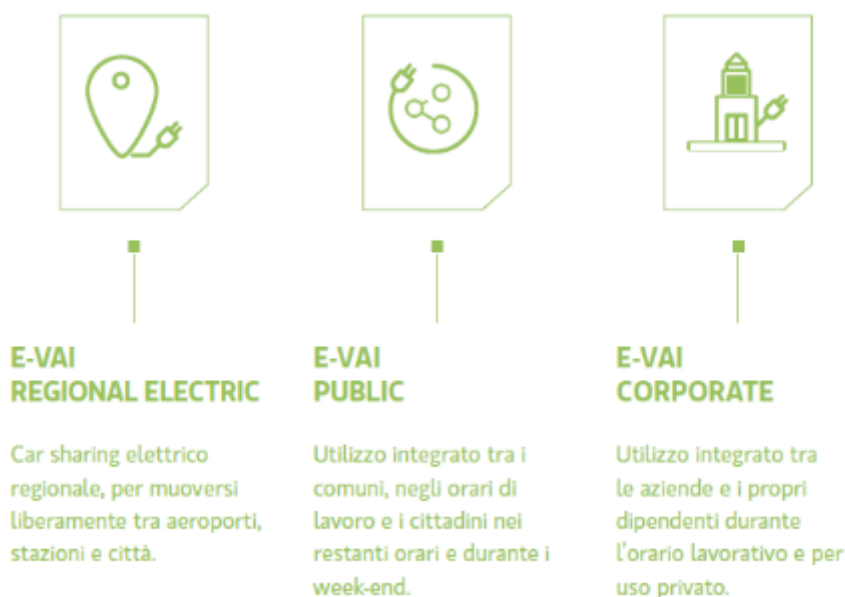 E-VAI
REGIONAL ELECTRIC
Car sharing elettrico
regionale, per muoversi
liberamente tra aeroporti,
stazioni e città.
E-VAI
PUBLIC
Utilizzo integrato tra i
comuni, negli orari di
lavoro e i cittadini nei
restanti orari e durante i
week-end.
E-VAI
CORPORATE
Utilizzo integrato tra
le aziende e i propri
dipendenti durante
l'orario lavorativo e per
uso privato.